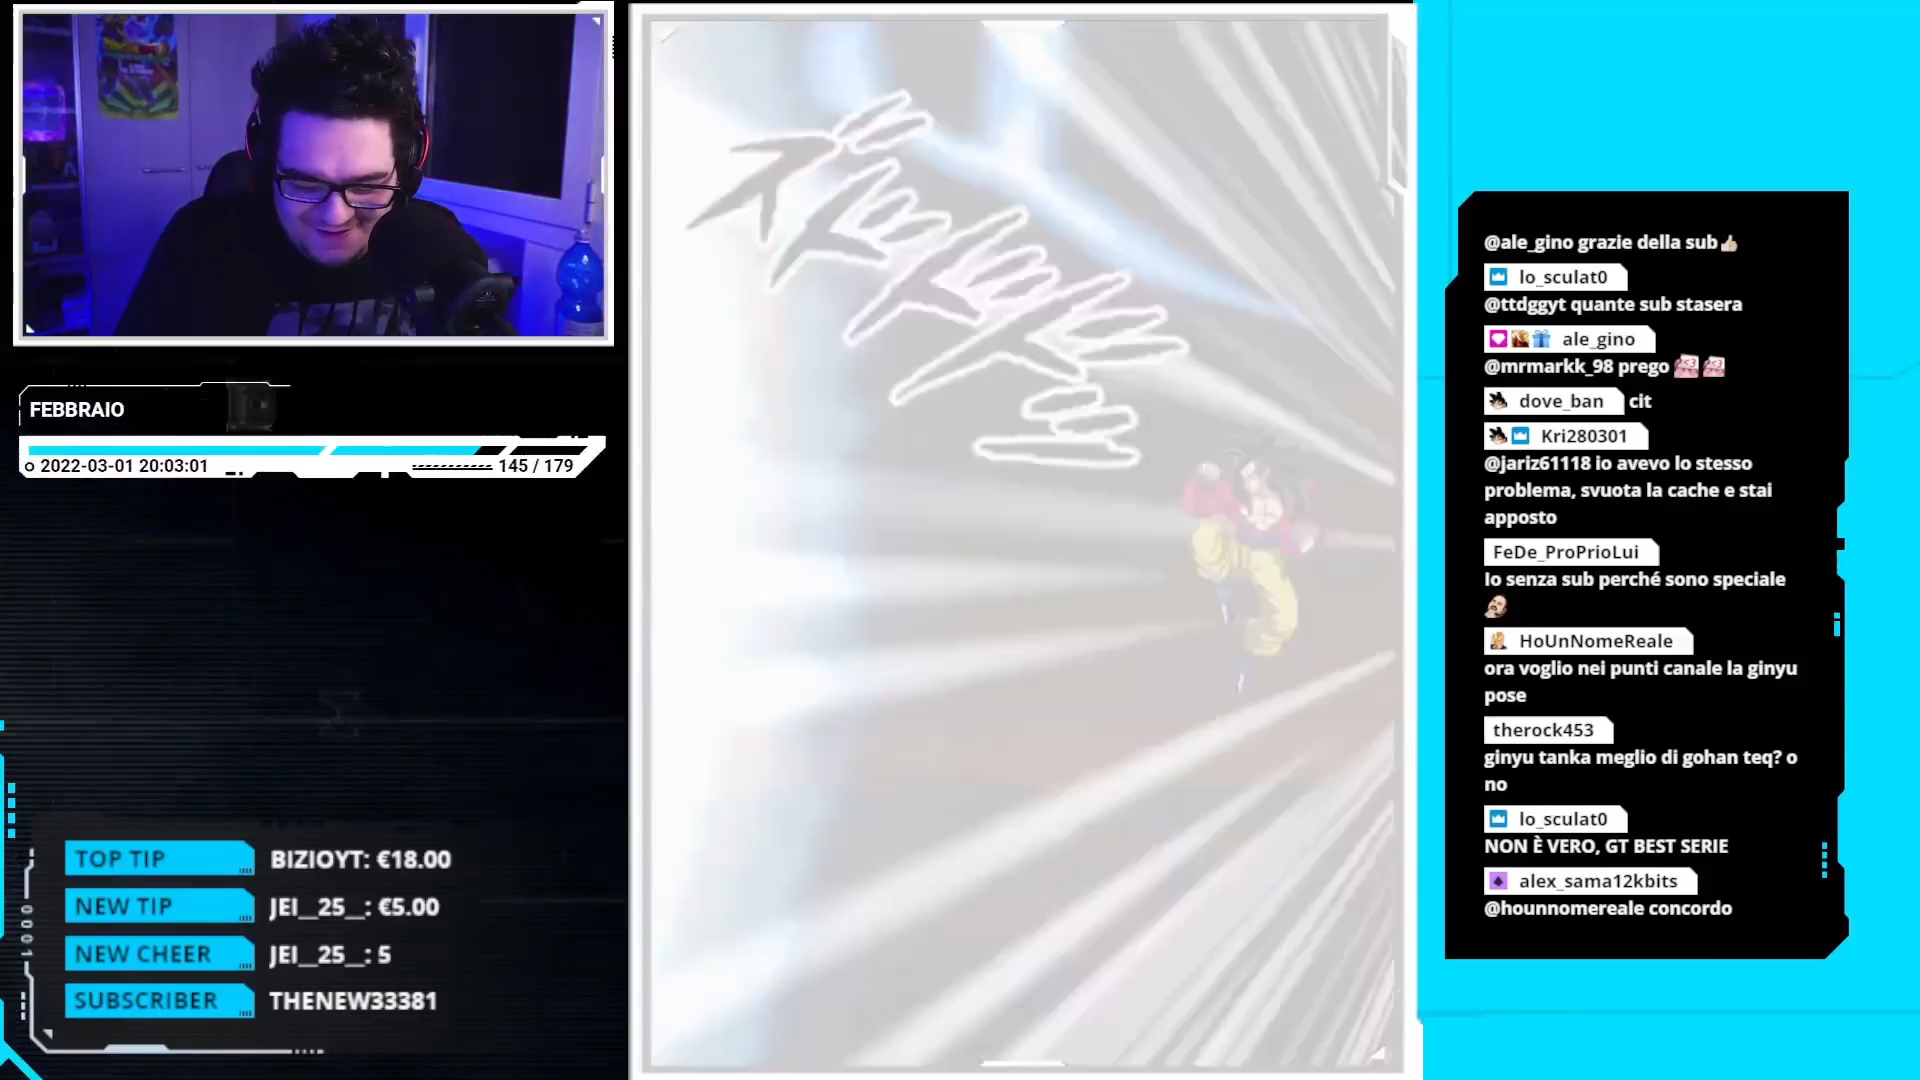 FEBBRAIO
2022-03-01 20:03:01
145 / 179
TOP TIP BIZIOYT: €18.00
NEW TIP JEI__25__: €5.00
NEW CHEER JEI__25__: 5
SUBSCRIBER THENEW33381
@ale_gino grazie della sub
lo_sculat0
@ttdggyt quante sub stasera
ale_gino
@mrmarkk_98 prego
dove_ban cit
Kri280301
@jariz61118 io avevo lo stesso
problema, svuota la cache e stai
apposto
FeDe_ProPrioLui
Io senza sub perché sono speciale
HoUnNomeReale
ora voglio nei punti canale la ginyu
pose
therock453
ginyu tanka meglio di gohan teq? o
no
lo_sculat0
NON È VERO, GT BEST SERIE
alex_sama12kbits
@hounnomereale concordo